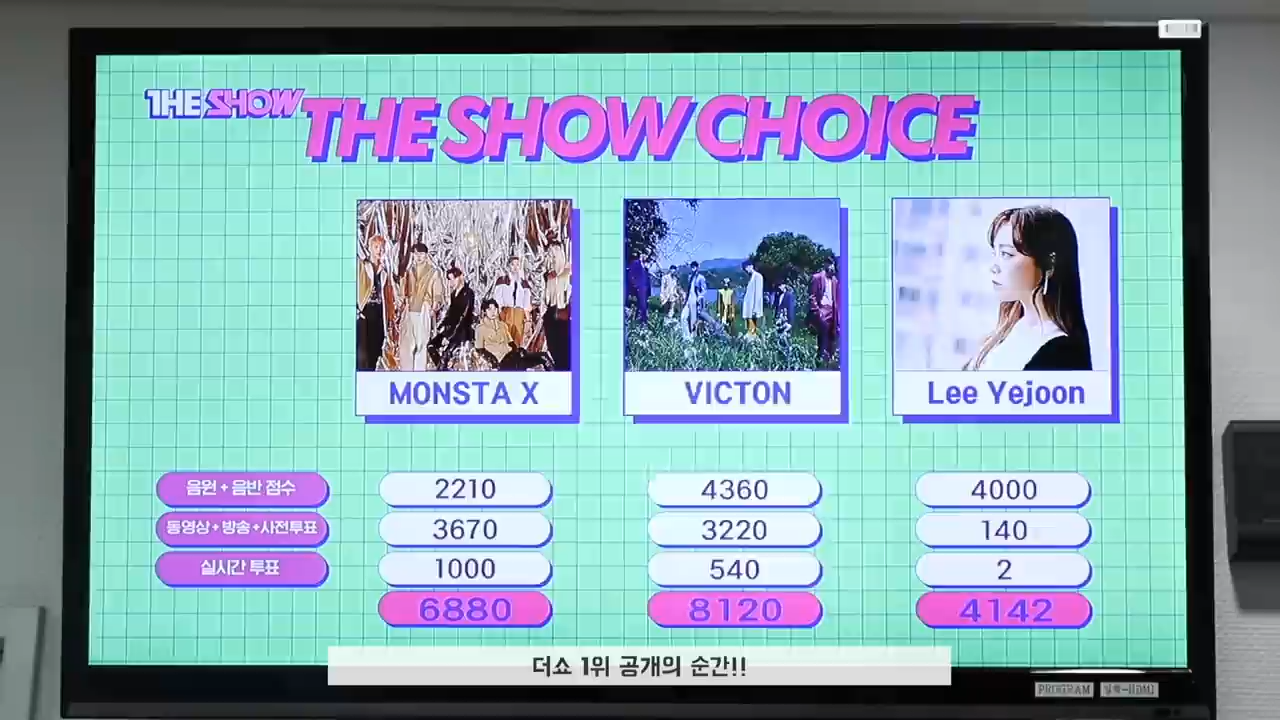 THE SHOW
THE SHOW CHOICE
MONSTA X
VICTON
Lee Yejoon
음원 + 음반 점수
2210
4360
4000
동영상 + 방송 + 사전투표
3670
3220
140
실시간 투표
1000
540
2
6880
8120
4142
더쇼 1위 공개의 순간!!
PROGRAM